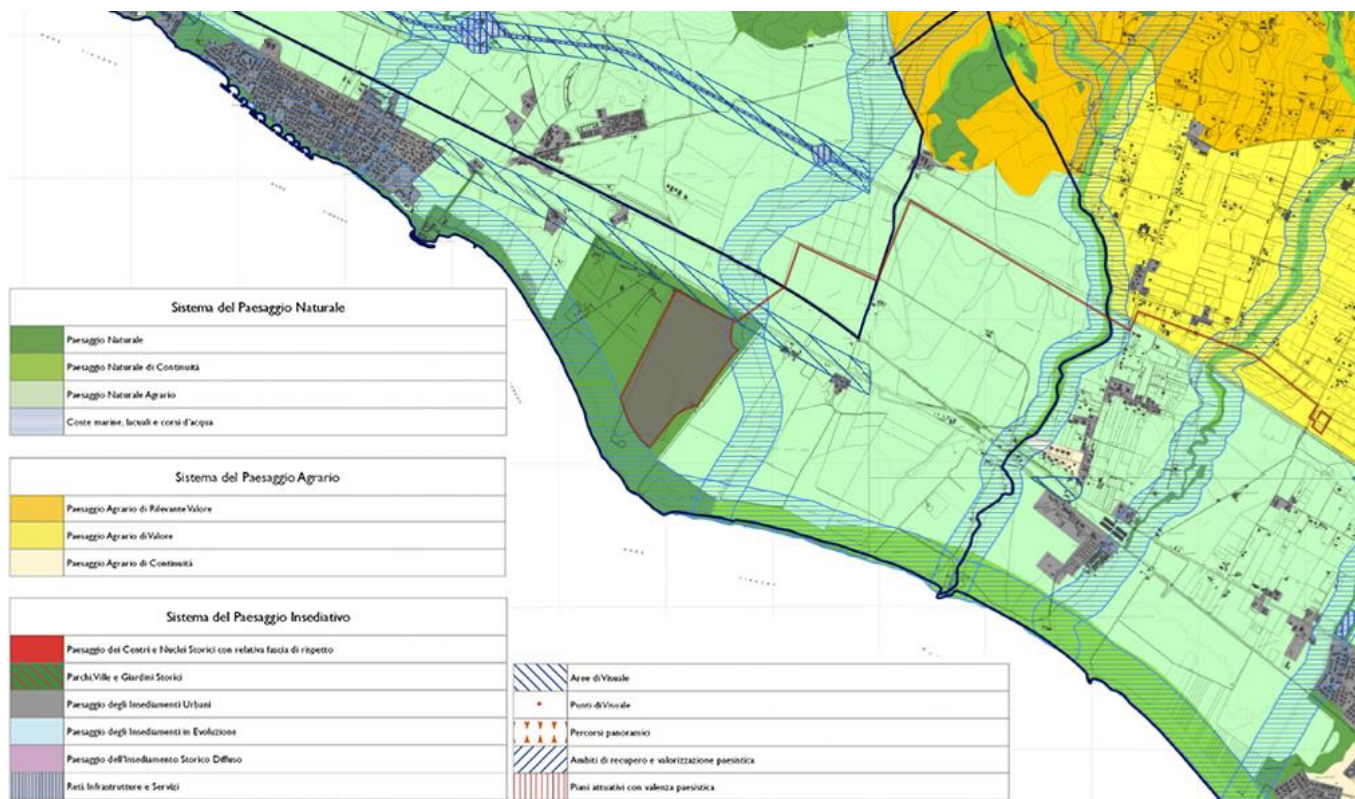 MARE LIGURE
Sistema del Paesaggio Naturale
Paesaggio Naturale
Paesaggio Naturale di Continuità
Paesaggio Naturale Agrario
Coste marine, lacuali e corsi d'acqua
Sistema del Paesaggio Agrario
Paesaggio Agrario di Rilevante Valore
Paesaggio Agrario di Valore
Paesaggio Agrario di Continuità
Sistema del Paesaggio Insediativo
Paesaggio dei Centri e Nuclei Storici con relativa fascia di rispetto
Parchi, Ville e Giardini Storici
Paesaggio degli Insediamenti Urbani
Paesaggio degli Insediamenti in Evoluzione
Paesaggio dell'Insediamento Storico Diffuso
Reti, Infrastrutture e Servizi
Aree di Visuale
Punti di Visuale
Percorsi panoramici
Ambiti di recupero e valorizzazione paesistica
Piani attuativi con valenza paesistica